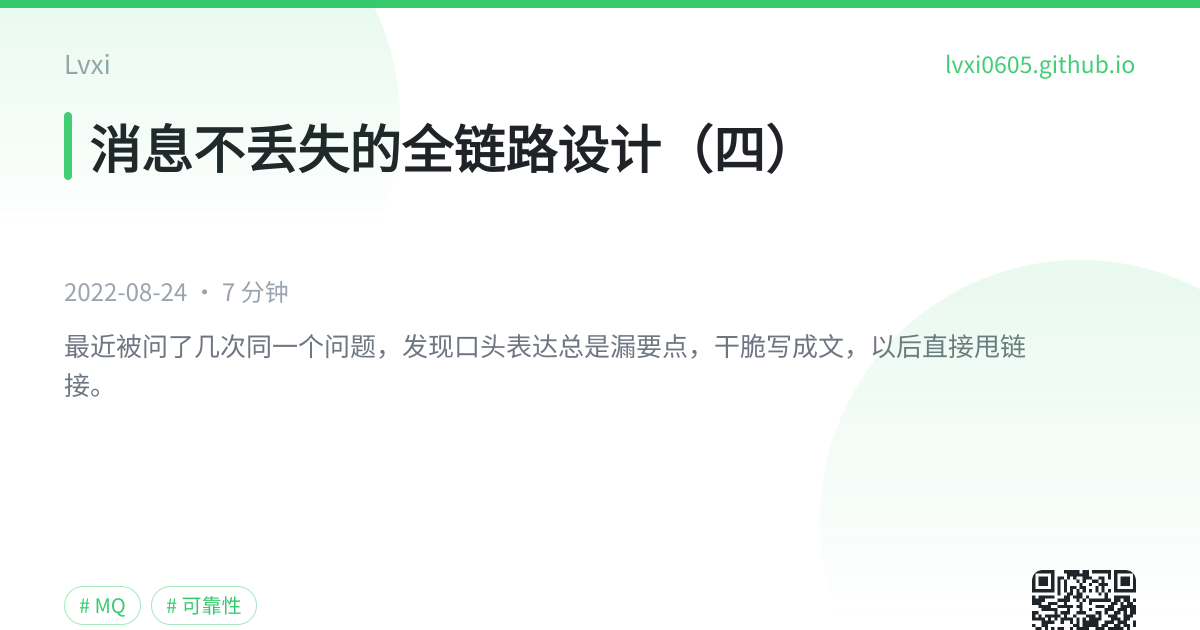 Lvxi
lvxi0605.github.io
消息不丢失的全链路设计（四）
2022-08-24 · 7 分钟
最近被问了几次同一个问题，发现口头表达总是漏要点，干脆写成文，以后直接甩链
接。
# MQ
# 可靠性